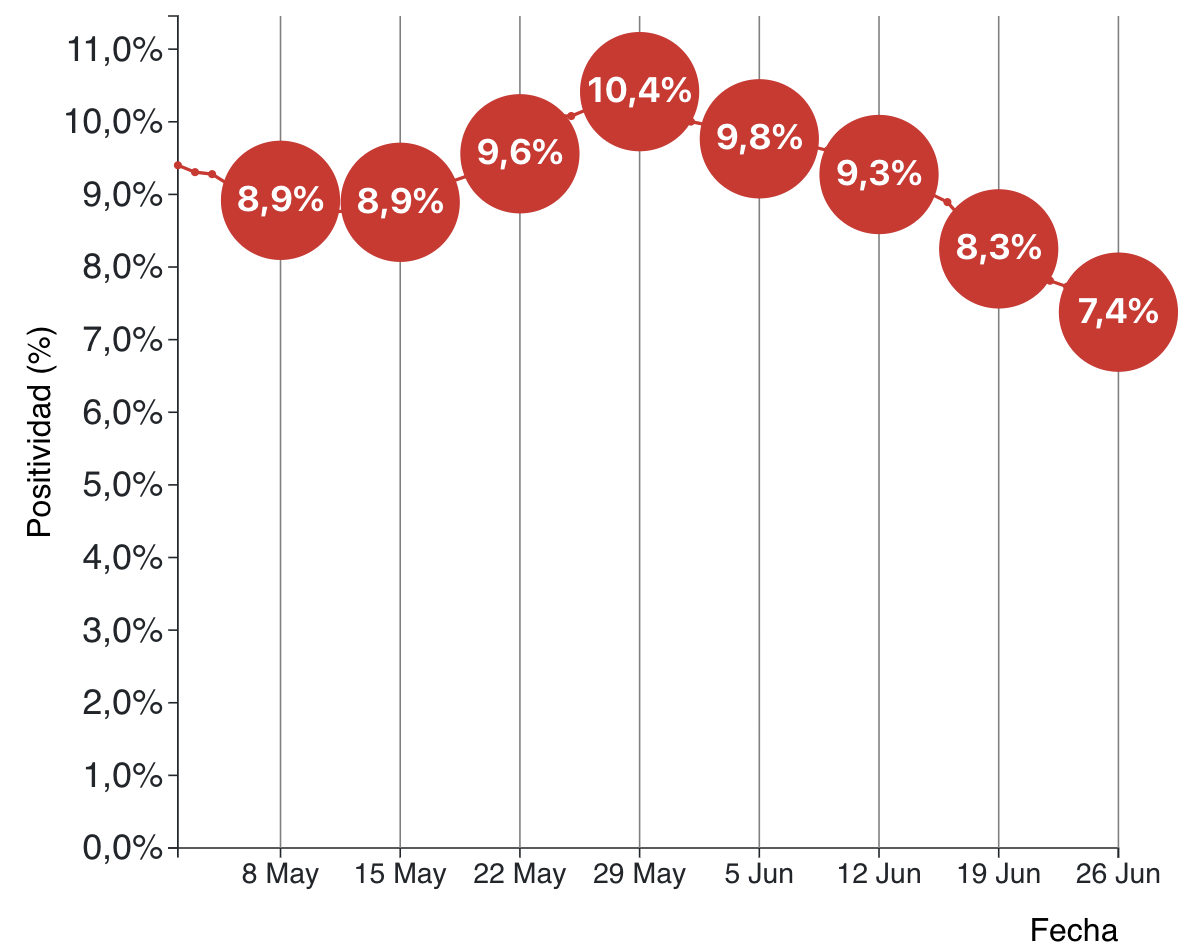 11,0%
10,0%
9,0%
8,0%
7,0%
6,0%
5,0%
4,0%
3,0%
2,0%
1,0%
0,0%
Positividad (%)
8,9%
8,9%
9,6%
10,4%
9,8%
9,3%
8,3%
7,4%
8 May
15 May
22 May
29 May
5 Jun
12 Jun
19 Jun
26 Jun
Fecha